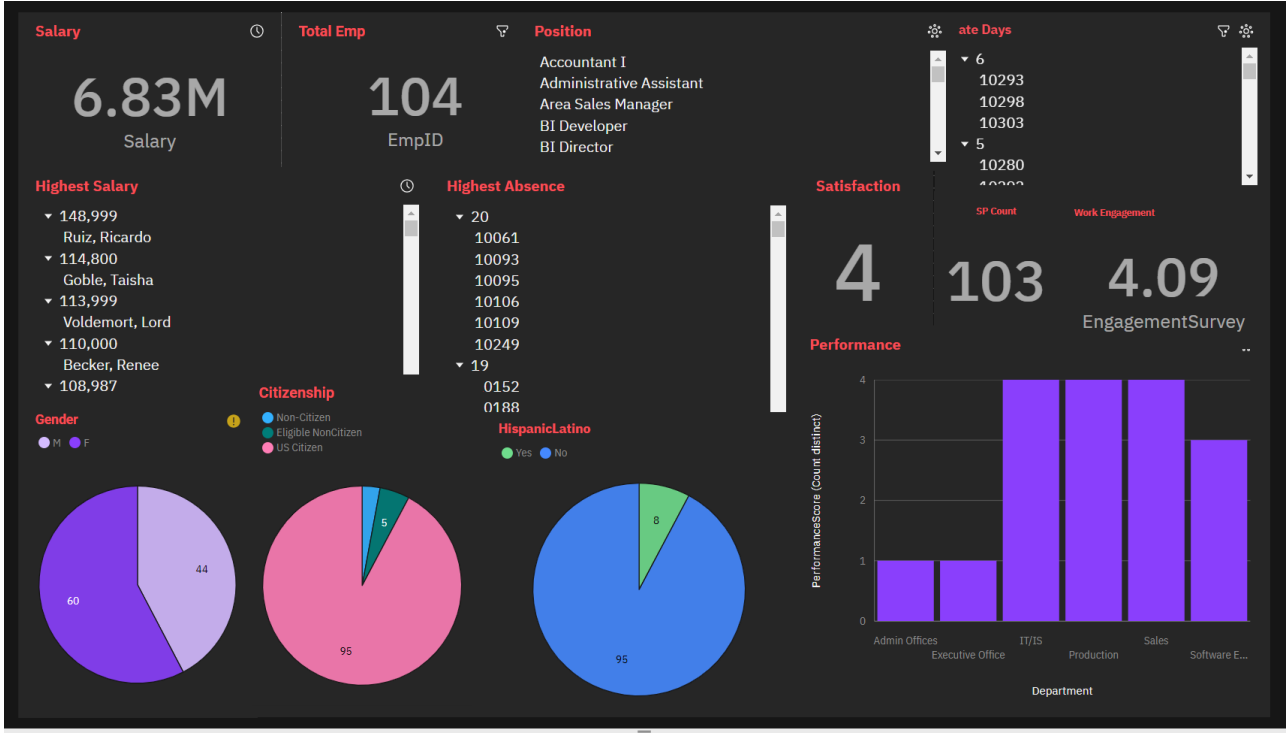 Salary
6.83M
Salary
Total Emp
104
EmpID
Position
Accountant I
Administrative Assistant
Area Sales Manager
BI Developer
BI Director
ate Days
6
10293
10298
10303
5
10280
Highest Salary
148,999
Ruiz, Ricardo
114,800
Goble, Taisha
113,999
Voldemort, Lord
110,000
Becker, Renee
108,987
Highest Absence
20
10061
10093
10095
10106
10109
10249
19
0152
0188
Satisfaction
4
SP Count
103
Work Engagement
4.09
EngagementSurvey
Gender
M F
60
44
Citizenship
Non-Citizen
Eligible NonCitizen
US Citizen
5
95
HispanicLatino
Yes No
8
95
Performance
PerformanceScore (Count distinct)
4
3
2
1
0
Admin Offices
Executive Office
IT/IS
Production
Sales
Software E...
Department